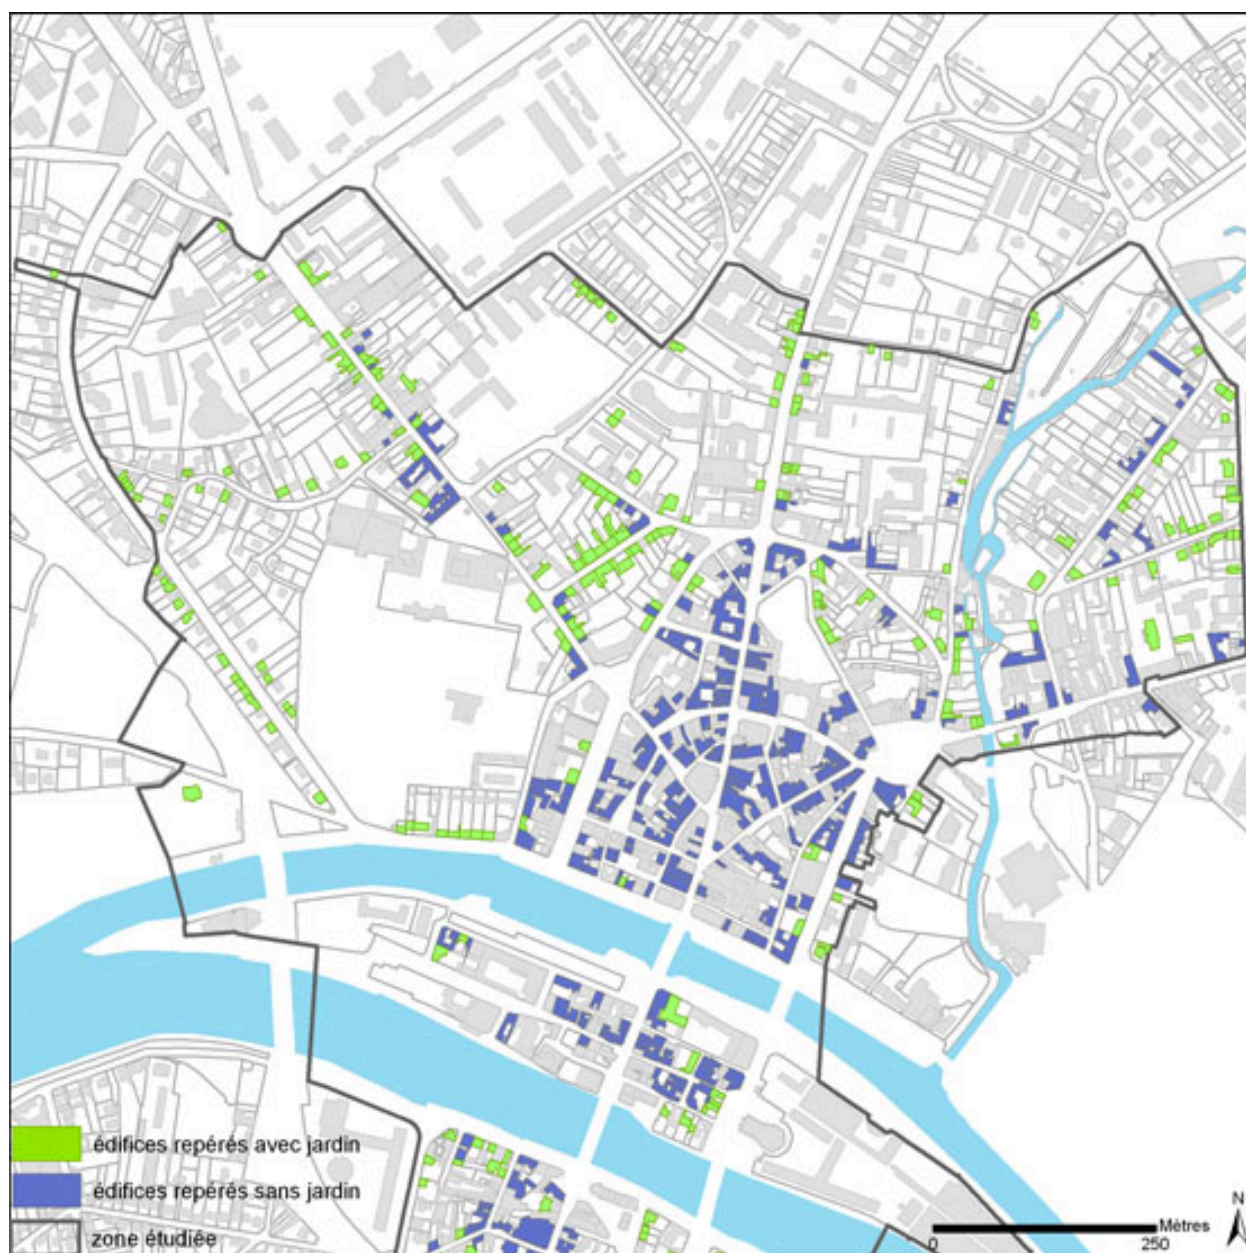 édifices repérés avec jardin
édifices repérés sans jardin
zone étudiée
N
Mètres
0 250